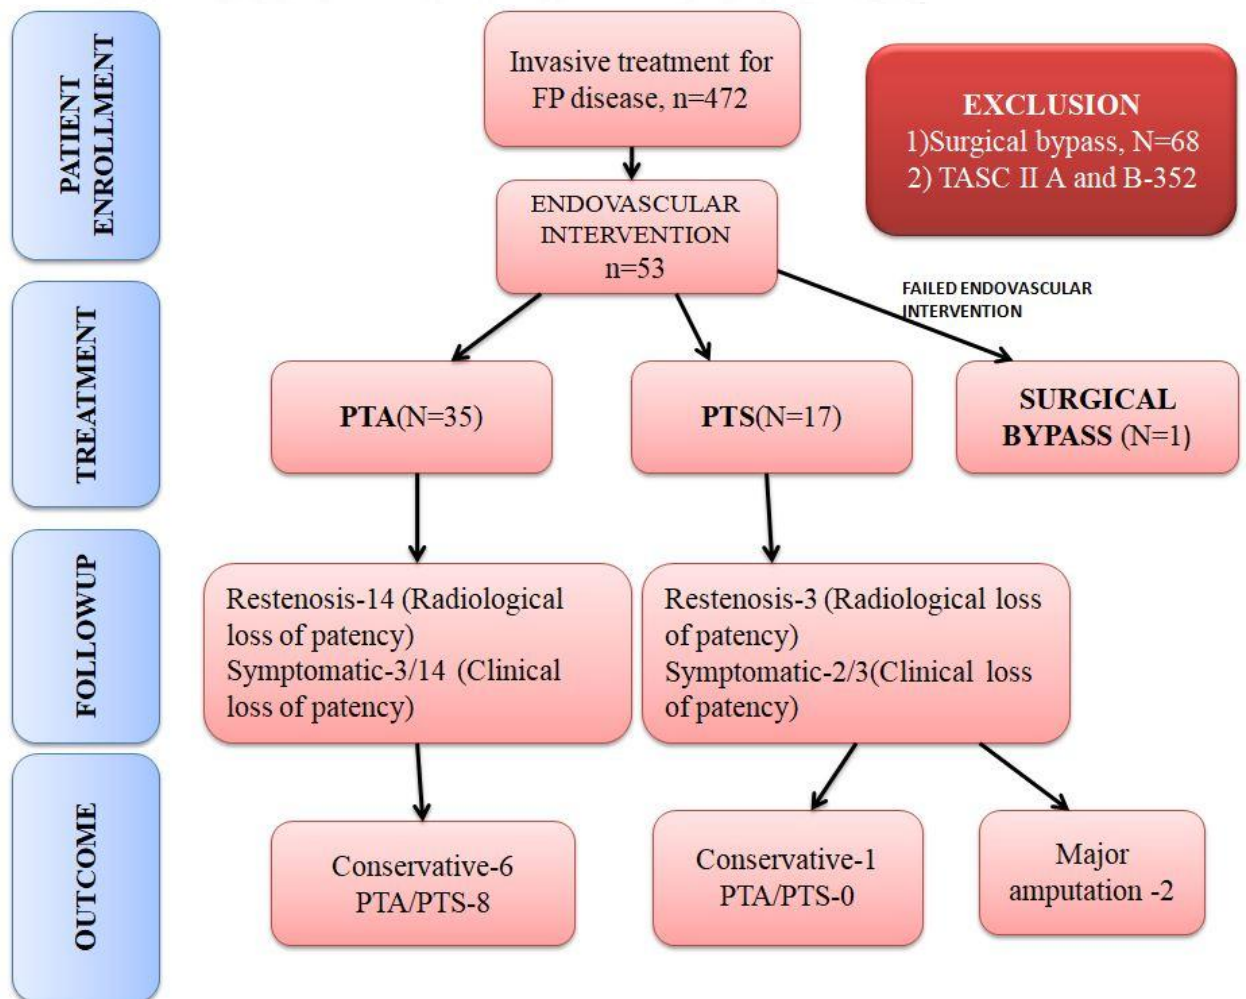 PATIENT
ENROLLMENT
Invasive treatment for
FP disease, n=472
EXCLUSION
1)Surgical bypass, N=68
2) TASC II A and B-352
ENDOVASCULAR
INTERVENTION
n=53
FAILED ENDOVASCULAR
INTERVENTION
TREATMENT
PTA(N=35)
PTS(N=17)
SURGICAL
BYPASS (N=1)
FOLLOWUP
Restenosis-14 (Radiological
loss of patency)
Symptomatic-3/14 (Clinical
loss of patency)
Restenosis-3 (Radiological loss
of patency)
Symptomatic-2/3(Clinical loss
of patency)
OUTCOME
Conservative-6
PTA/PTS-8
Conservative-1
PTA/PTS-0
Major
amputation -2